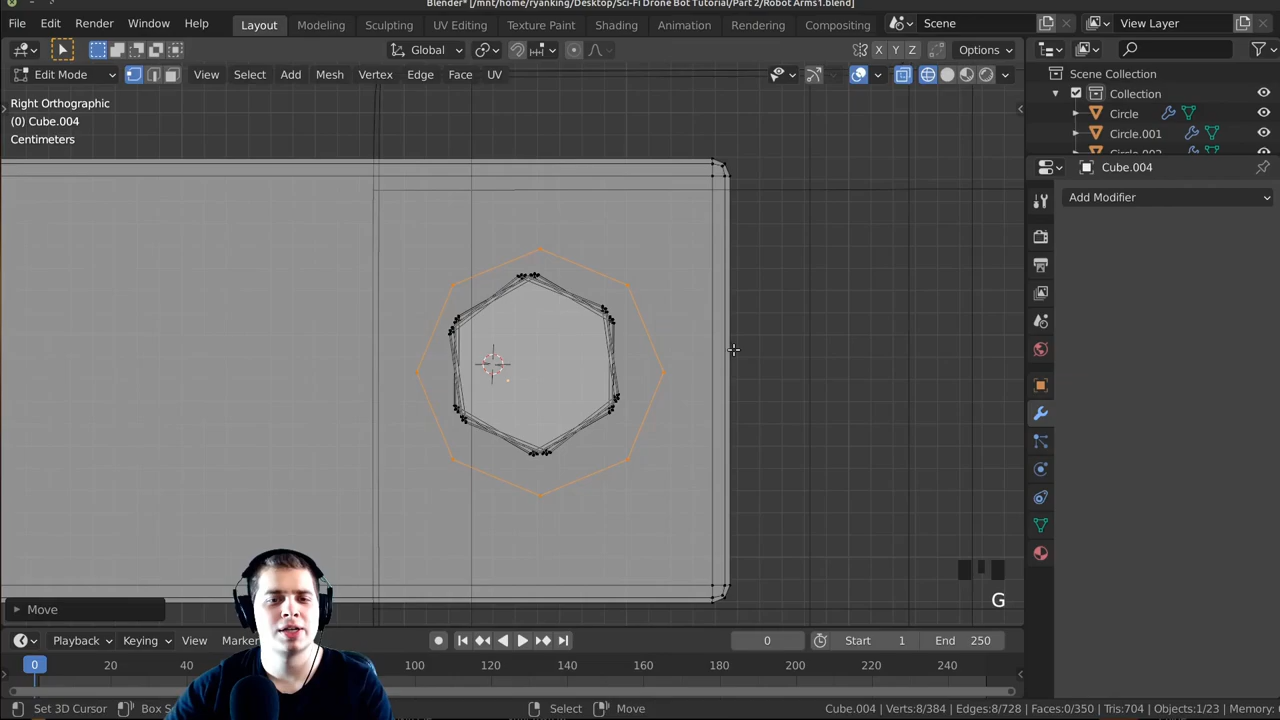 Blender* [/mnt/home/ryanking/Desktop/Sci-Fi Drone Bot Tutorial/Part 2/Robot Arms1.blend]
File Edit Render Window Help Layout Modeling Sculpting UV Editing Texture Paint Shading Animation Rendering Compositing Scene View Layer
Global X Y Z Options
Edit Mode View Select Add Mesh Vertex Edge Face UV
Scene Collection
Collection
Circle
Circle.001
Right Orthographic
(0) Cube.004
Centimeters
Cube.004
Add Modifier
G
Move
Playback Keying View Marker 0 Start 1 End 250
0 20 40 100 120 140 160 180 200 220 240
Set 3D Cursor Box S Select Move Cube.004 | Verts:8/384 | Edges:8/728 | Faces:0/350 | Tris:704 | Objects:1/23 | Memory: